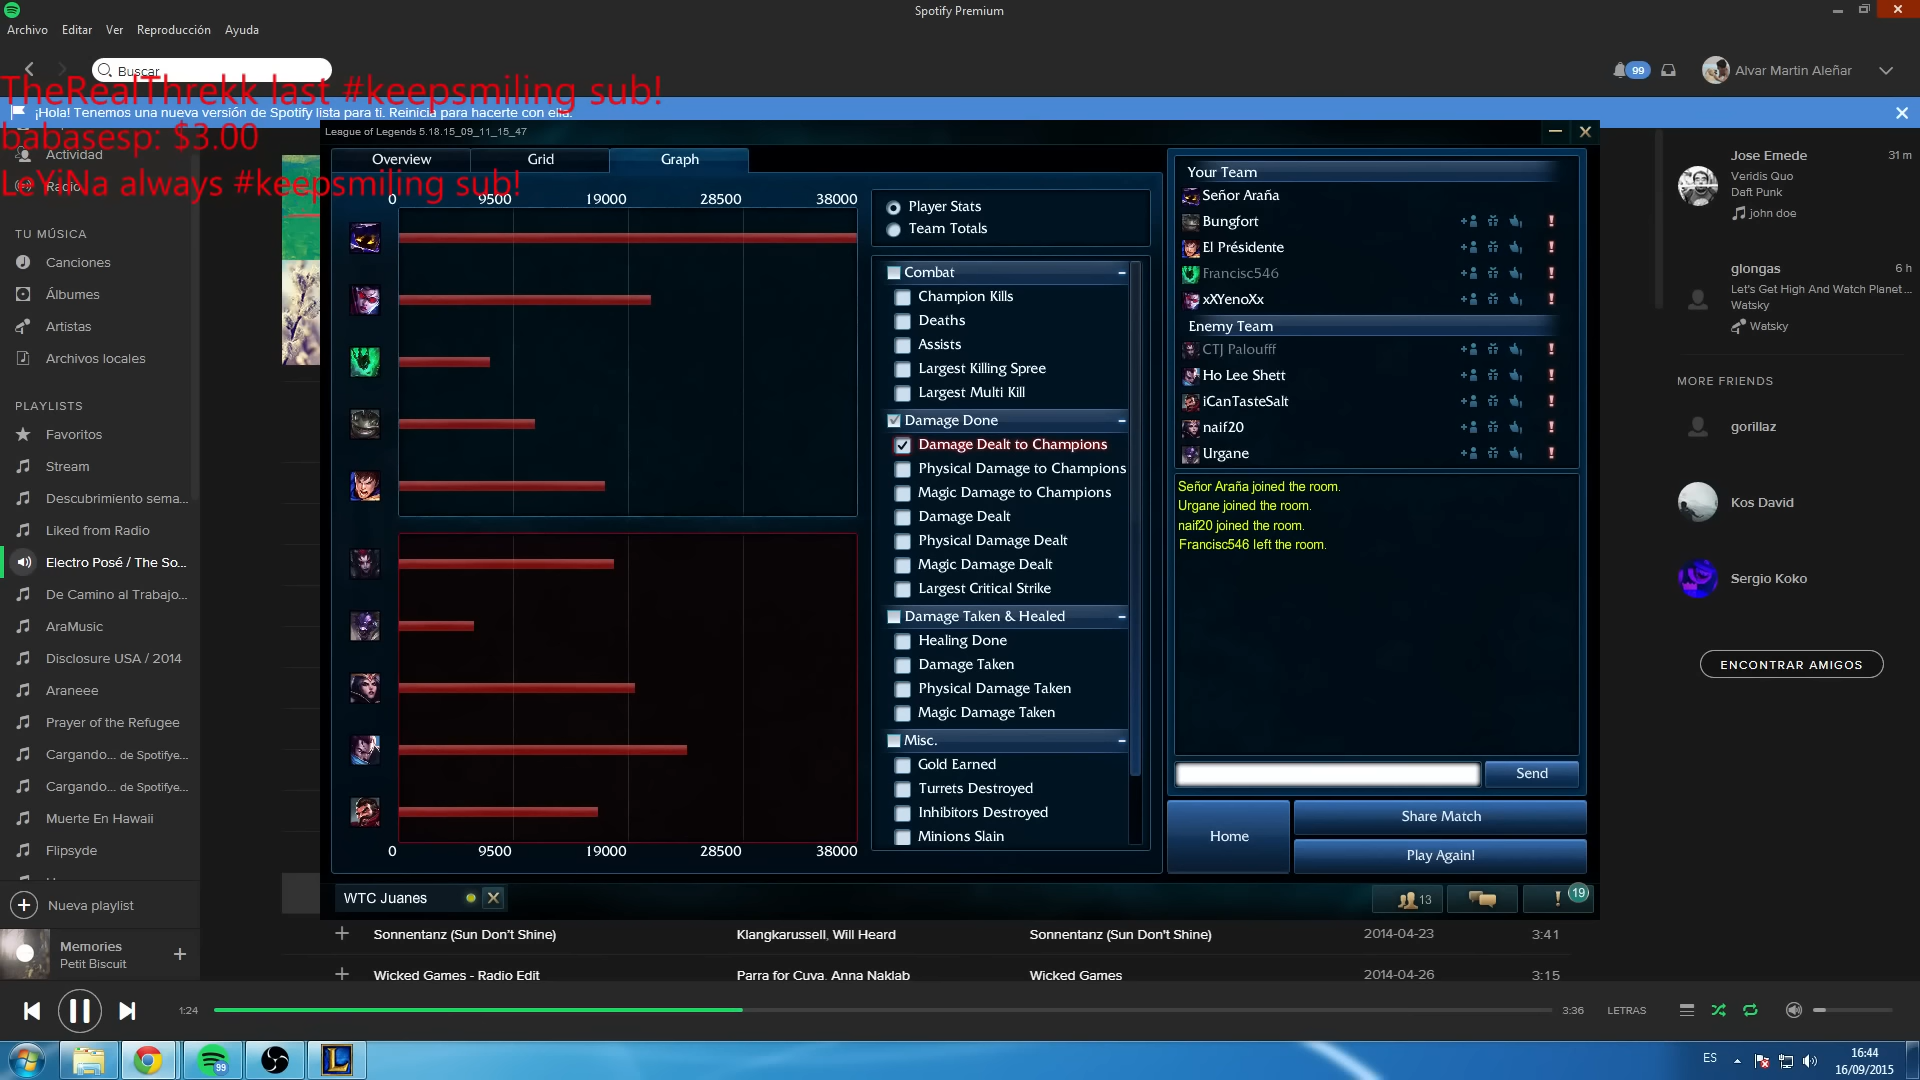 Spotify Premium
Archivo Editar Ver Reproducción Ayuda
Buscar
99
Alvar Martin Aleñar
TheRealThrekk last #keepsmiling sub!
¡Hola! Tenemos una nueva versión de Spotify lista para ti. Reinicia para hacerte con ella.
babasesp: $3.00
LeYiNa always #keepsmiling sub!
Actividad
Radio
TU MÚSICA
Canciones
Álbumes
Artistas
Archivos locales
PLAYLISTS
Favoritos
Stream
Descubrimiento sema...
Liked from Radio
Electro Posé / The So...
De Camino al Trabajo...
AraMusic
Disclosure USA / 2014
Araneee
Prayer of the Refugee
Cargando... de Spotifye...
Cargando... de Spotifye...
Muerte En Hawaii
Flipsyde
Nueva playlist
Memories
Petit Biscuit
League of Legends 5.18.15_09_11_15_47
Overview Grid Graph
0 9500 19000 28500 38000
0 9500 19000 28500 38000
Player Stats
Team Totals
Combat
Champion Kills
Deaths
Assists
Largest Killing Spree
Largest Multi Kill
Damage Done
Damage Dealt to Champions
Physical Damage to Champions
Magic Damage to Champions
Damage Dealt
Physical Damage Dealt
Magic Damage Dealt
Largest Critical Strike
Damage Taken & Healed
Healing Done
Damage Taken
Physical Damage Taken
Magic Damage Taken
Misc.
Gold Earned
Turrets Destroyed
Inhibitors Destroyed
Minions Slain
Your Team
Señor Araña
Bungfort
El Présidente
Francisc546
xXYenoXx
Enemy Team
CTJ Paloufff
Ho Lee Shett
iCanTasteSalt
naif20
Urgane
Señor Araña joined the room.
Urgane joined the room.
naif20 joined the room.
Francisc546 left the room.
Send
Home
Share Match
Play Again!
WTC Juanes
13
19
Jose Emede 31 m
Veridis Quo
Daft Punk
john doe
glongas 6 h
Let's Get High And Watch Planet ...
Watsky
Watsky
MORE FRIENDS
gorillaz
Kos David
Sergio Koko
ENCONTRAR AMIGOS
Sonnentanz (Sun Don't Shine) Klangkarussell, Will Heard Sonnentanz (Sun Don't Shine) 2014-04-23 3:41
Wicked Games - Radio Edit Parra for Cuva, Anna Naklab Wicked Games 2014-04-26 3:15
1:24 3:36 LETRAS
99
ES
16:44
16/09/2015